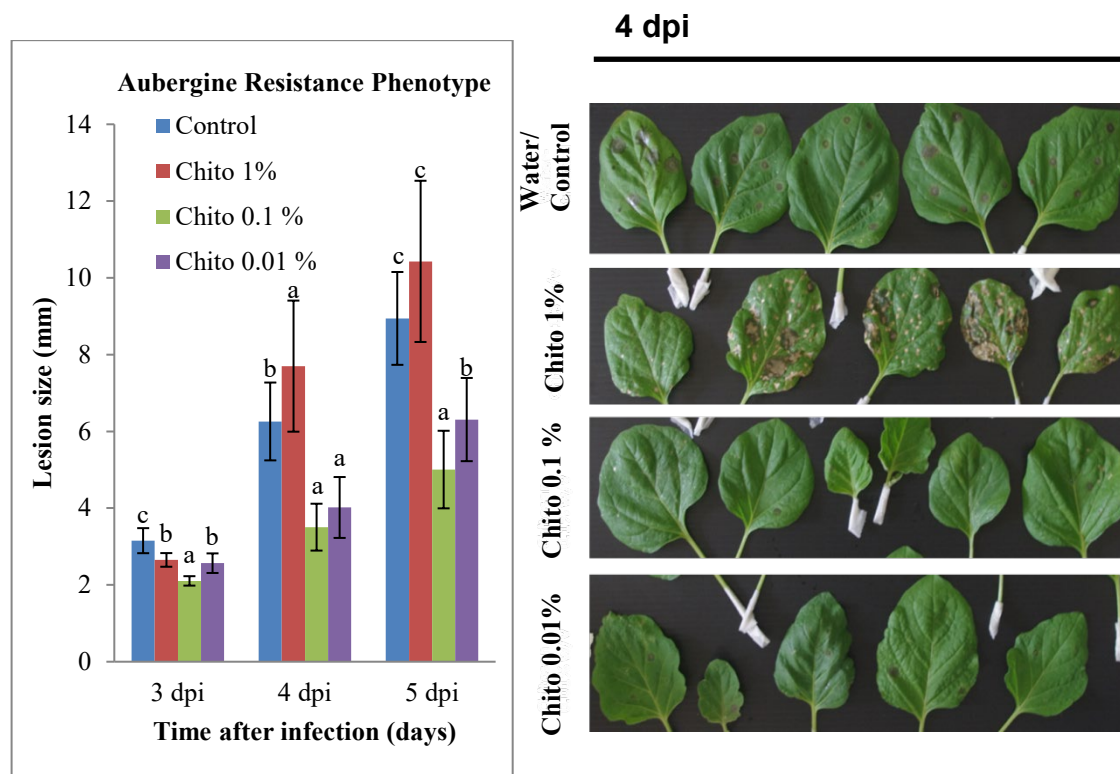 4 dpi
Aubergine Resistance Phenotype
14
12
10
8
6
4
2
0
Lesion size (mm)
Control
Chito 1%
Chito 0.1 %
Chito 0.01 %
c
b
a
b
b
a
a
a
c
c
a
b
3 dpi
4 dpi
5 dpi
Time after infection (days)
Water/
Control
Chito 1%
Chito 0.1 %
Chito 0.01%